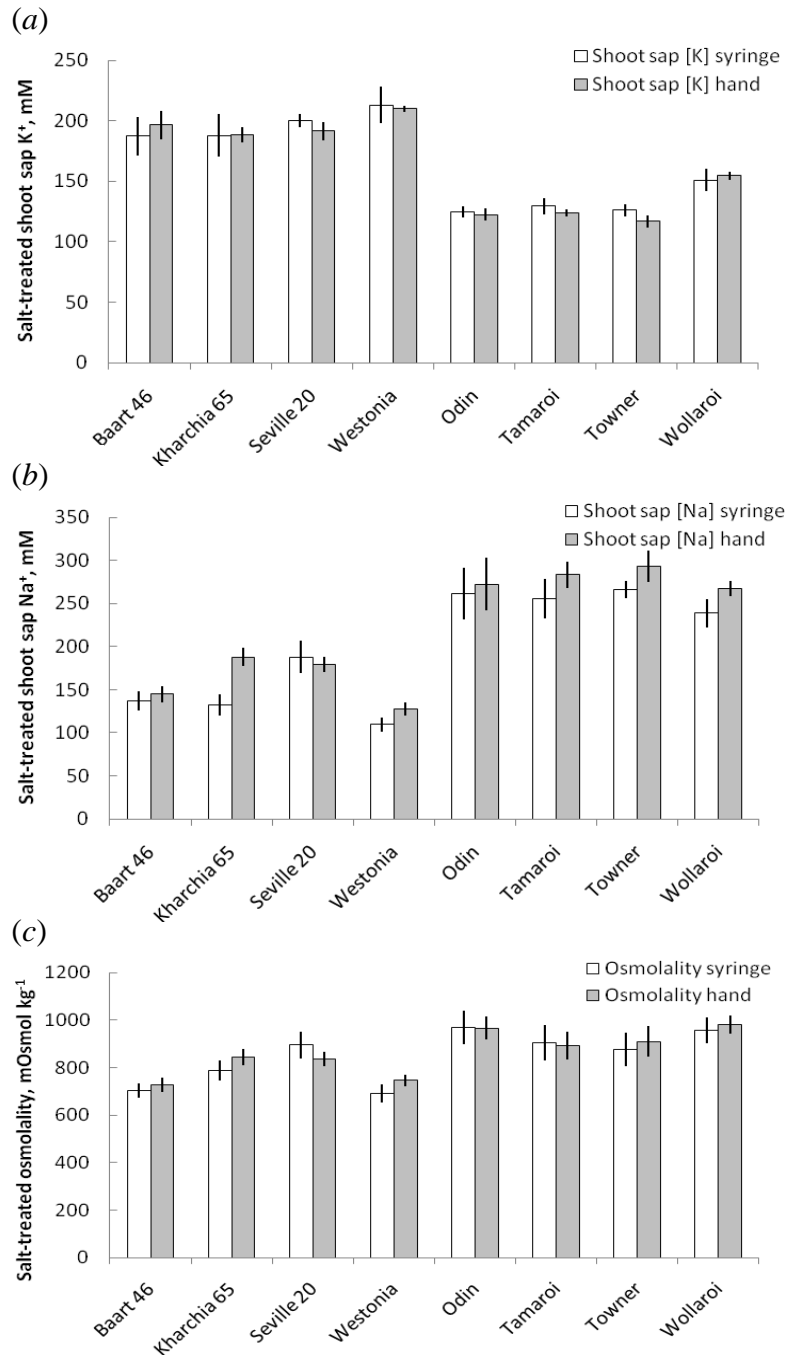 (a)
Shoot sap [K] syringe
Shoot sap [K] hand
Salt-treated shoot sap K⁺, mM
250
200
150
100
50
0
Baart 46
Kharchia 65
Seville 20
Westonia
Odin
Tamaroi
Towner
Wollaroi
(b)
Shoot sap [Na] syringe
Shoot sap [Na] hand
Salt-treated shoot sap Na⁺, mM
350
300
250
200
150
100
50
0
Baart 46
Kharchia 65
Seville 20
Westonia
Odin
Tamaroi
Towner
Wollaroi
(c)
Osmolality syringe
Osmolality hand
Salt-treated osmolality, mOsmol kg⁻¹
1200
1000
800
600
400
200
0
Baart 46
Kharchia 65
Seville 20
Westonia
Odin
Tamaroi
Towner
Wollaroi